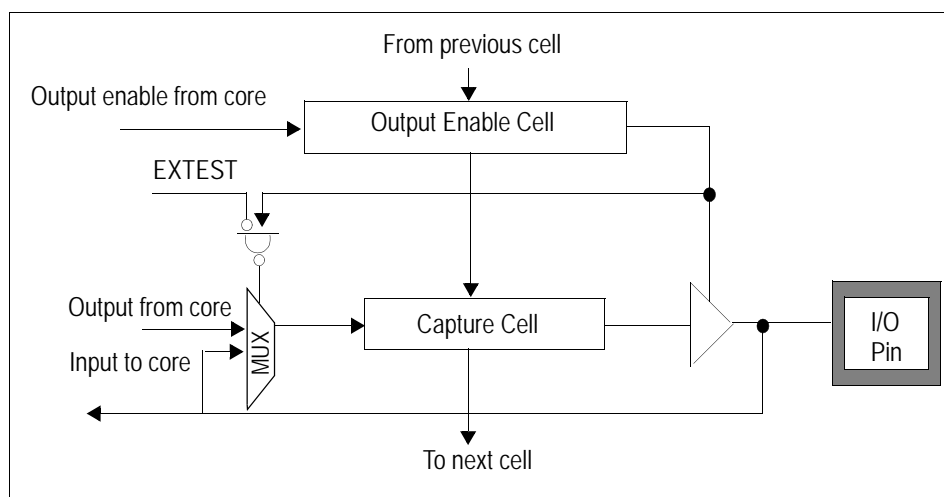 From previous cell
Output enable from core
Output Enable Cell
EXTEST
Output from core
Input to core
MUX
Capture Cell
I/O
Pin
To next cell